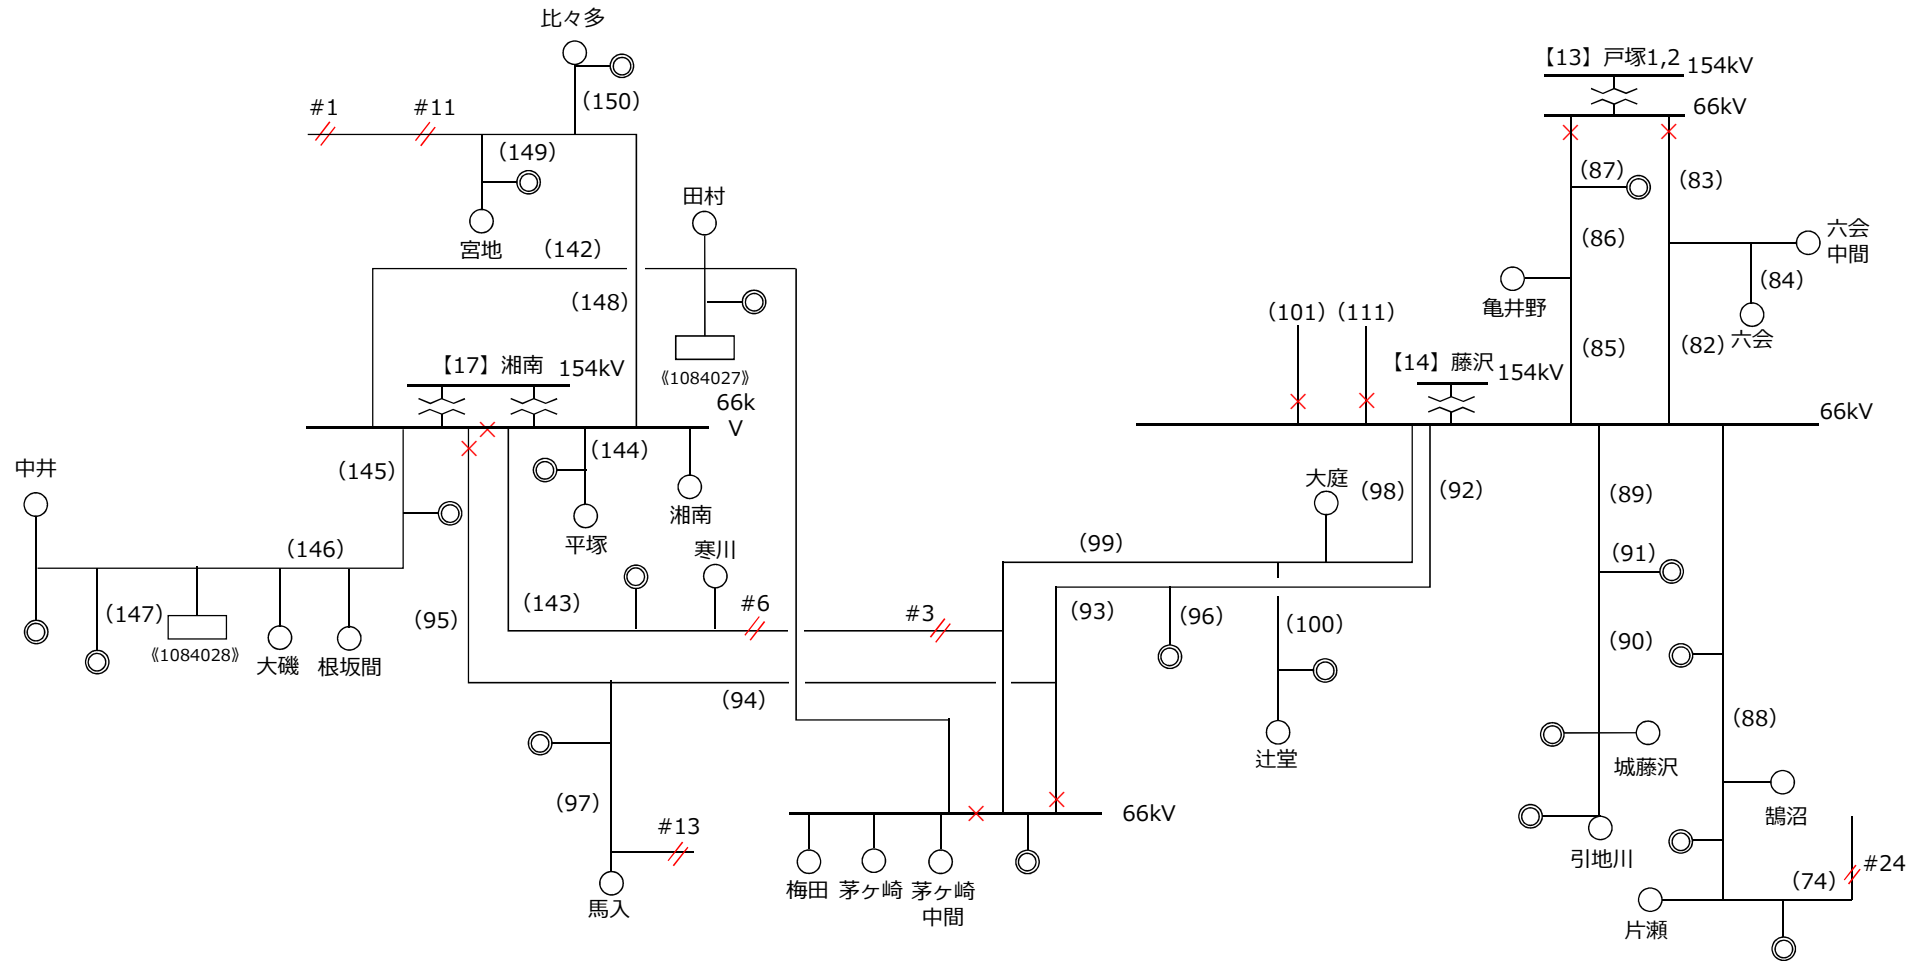 比々多
【13】戸塚1,2
154kV
66kV
#1
#11
(150)
(149)
宮地
田村
(142)
(148)
《1084027》
(87)
(83)
(86)
六会
中間
(84)
亀井野
六会
(85)
(82)
(101)
(111)
【14】藤沢
154kV
66kV
【17】湘南
154kV
66k
V
中井
(145)
(144)
湘南
平塚
寒川
(146)
(147)
《1084028》
大磯
根坂間
(95)
(143)
#6
#3
(94)
(97)
#13
馬入
大庭
(98)
(92)
(99)
(93)
(96)
(100)
辻堂
66kV
梅田
茅ヶ崎
茅ヶ崎
中間
(89)
(91)
(90)
(88)
城藤沢
鵠沼
引地川
(74)
#24
片瀬